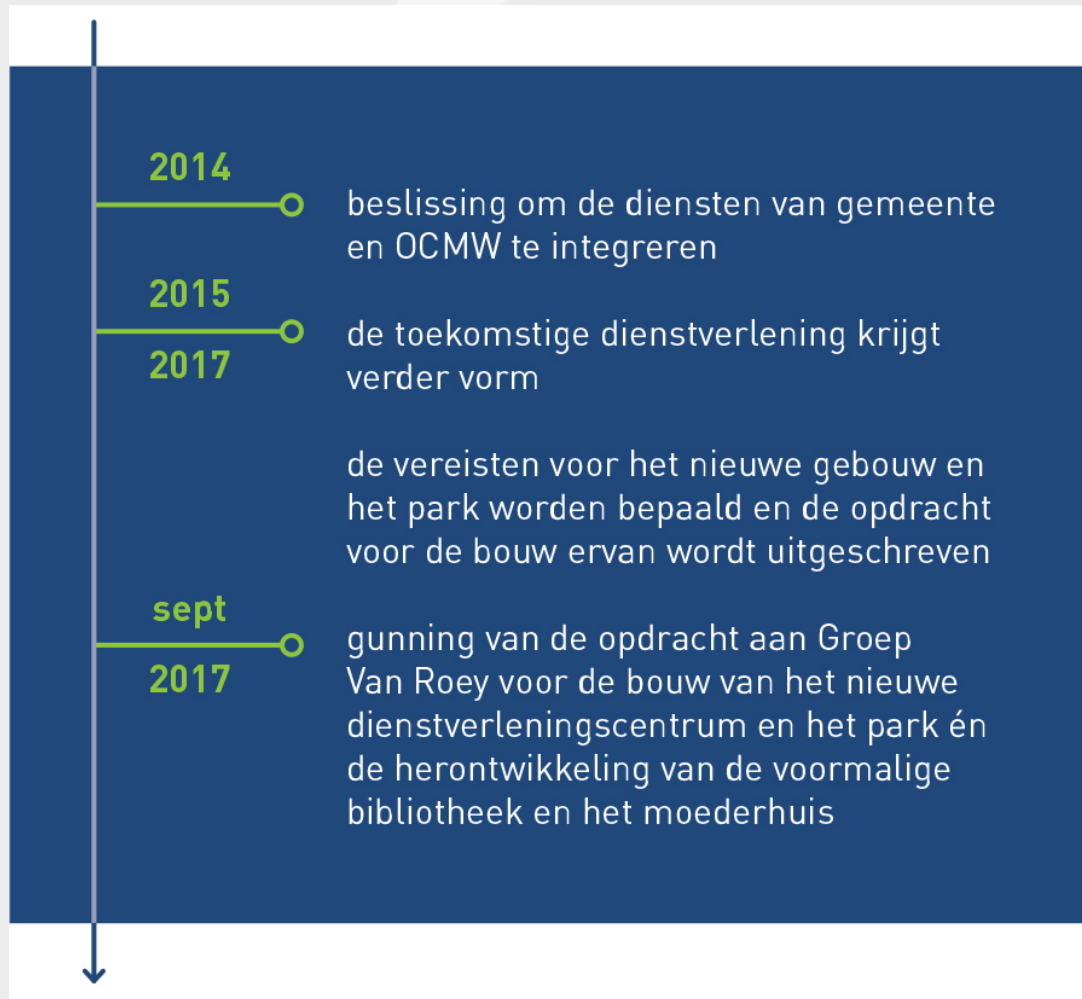 2014
beslissing om de diensten van gemeente
en OCMW te integreren
2015
2017
de toekomstige dienstverlening krijgt
verder vorm
de vereisten voor het nieuwe gebouw en
het park worden bepaald en de opdracht
voor de bouw ervan wordt uitgeschreven
sept
2017
gunning van de opdracht aan Groep
Van Roey voor de bouw van het nieuwe
dienstverleningscentrum en het park én
de herontwikkeling van de voormalige
bibliotheek en het moederhuis